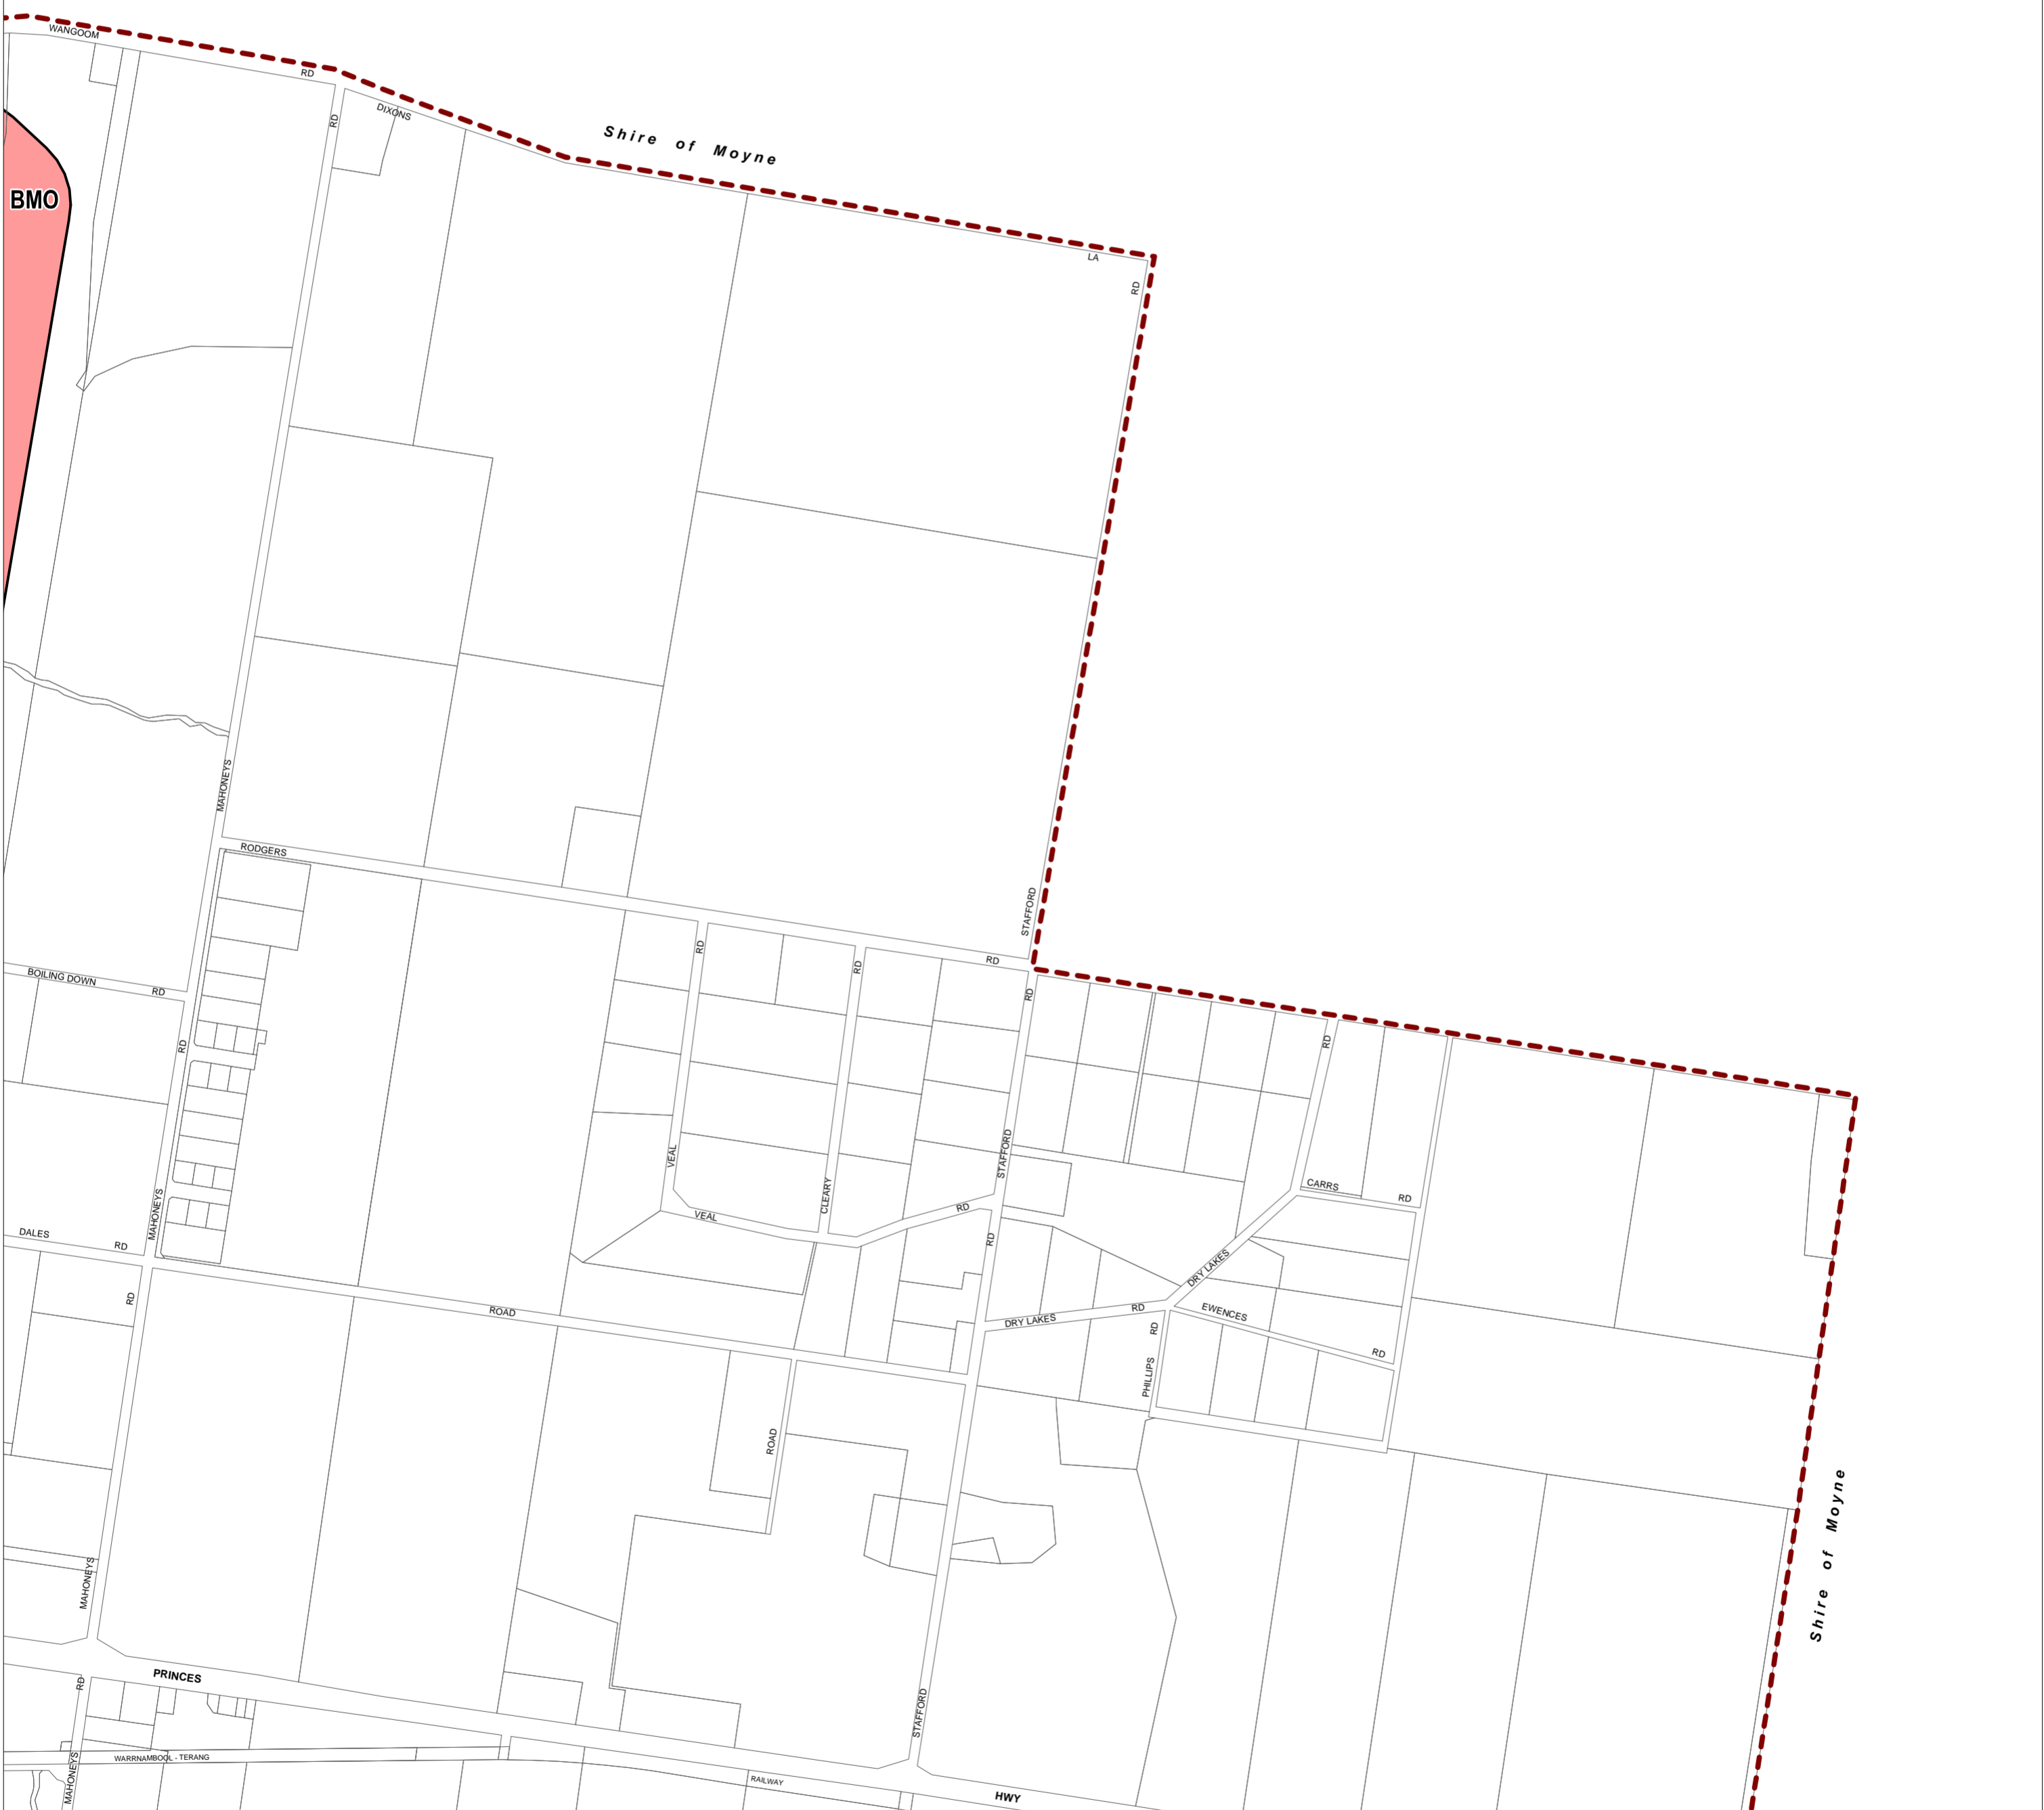 WANGOOM
RD
RD
DIXONS
Shire of Moyne
BMO
LA
RD
MAHONEYS
RODGERS
STAFFORD
RD
RD
RD
RD
BOILING DOWN
RD
RD
RD
VEAL
STAFFORD
CARRS
RD
CLEARY
MAHONEYS
VEAL
RD
DALES
RD
RD
DRY LAKES
RD
ROAD
DRY LAKES
RD
EWENCES
RD
RD
PHILLIPS
ROAD
Shire of Moyne
MAHONEYS
PRINCES
RD
STAFFORD
WARRNAMBOOL - TERANG
MAHONEYS
RAILWAY
HWY